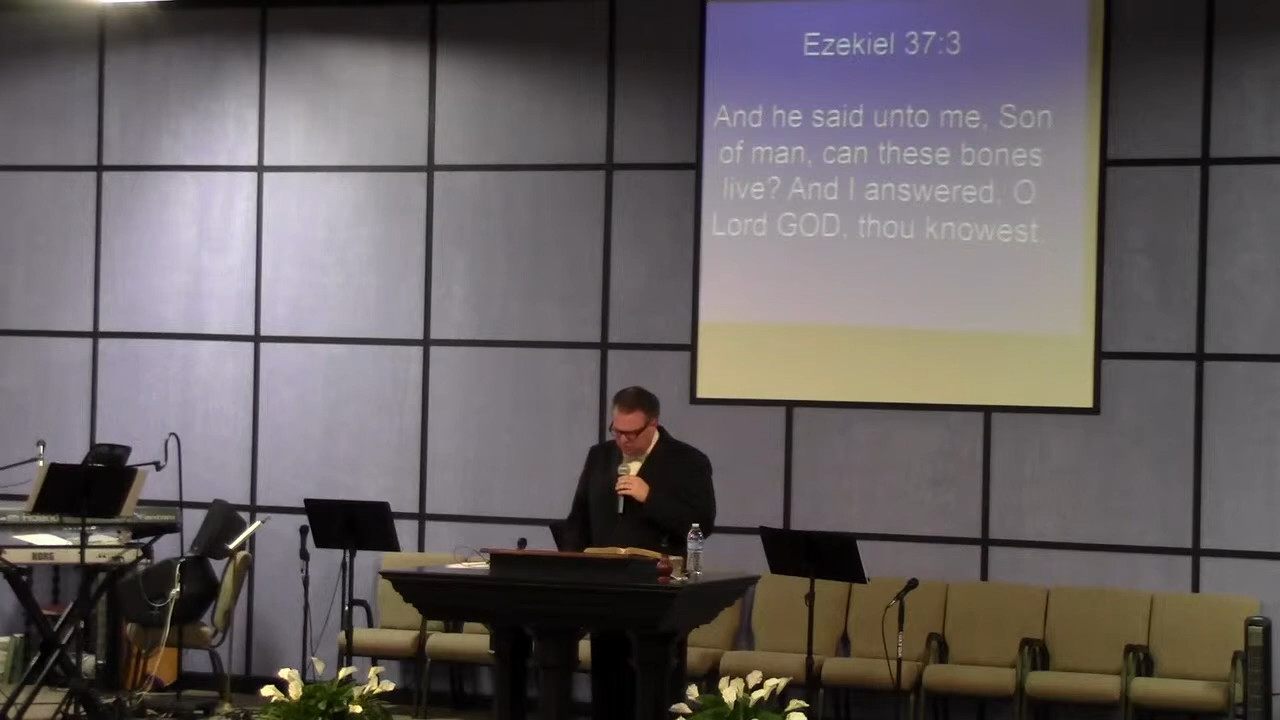 Ezekiel 37:3
And he said unto me, Son
of man, can these bones
live? And I answered, O
Lord GOD, thou knowest.
KORG